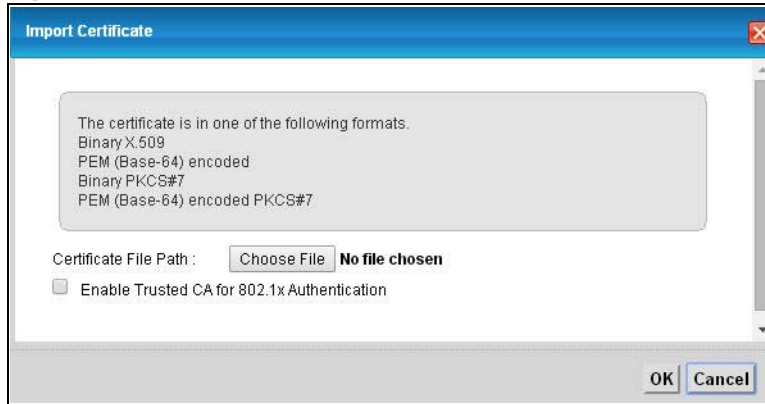 Import Certificate
The certificate is in one of the following formats.
Binary X.509
PEM (Base-64) encoded
Binary PKCS#7
PEM (Base-64) encoded PKCS#7
Certificate File Path : Choose File No file chosen
Enable Trusted CA for 802.1x Authentication
OK Cancel